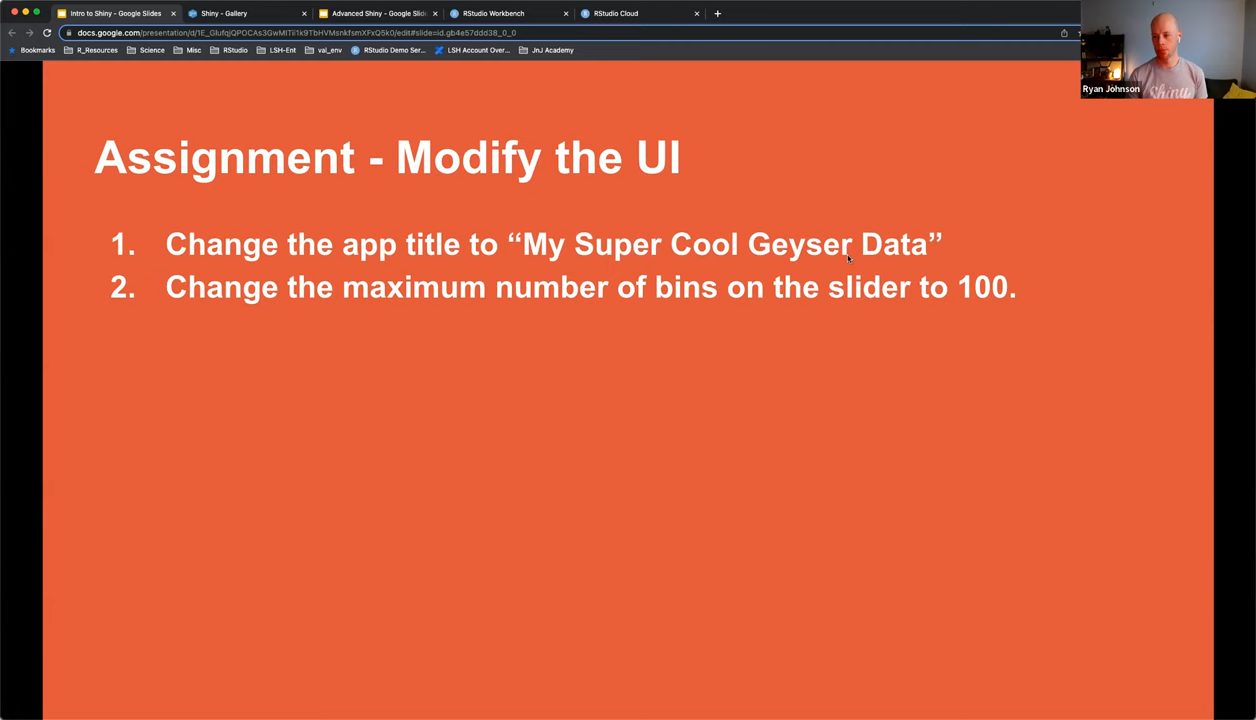 Intro to Shiny - Google Slides
Shiny - Gallery
Advanced Shiny - Google Slid
RStudio Workbench
RStudio Cloud
Bookmarks
R_Resources
Science
Misc
RStudio
LSH-Ent
val_env
RStudio Demo Ser...
LSH Account Over...
JnJ Academy
Ryan Johnson
Shiny
Assignment - Modify the UI
1. Change the app title to “My Super Cool Geyser Data”
2. Change the maximum number of bins on the slider to 100.